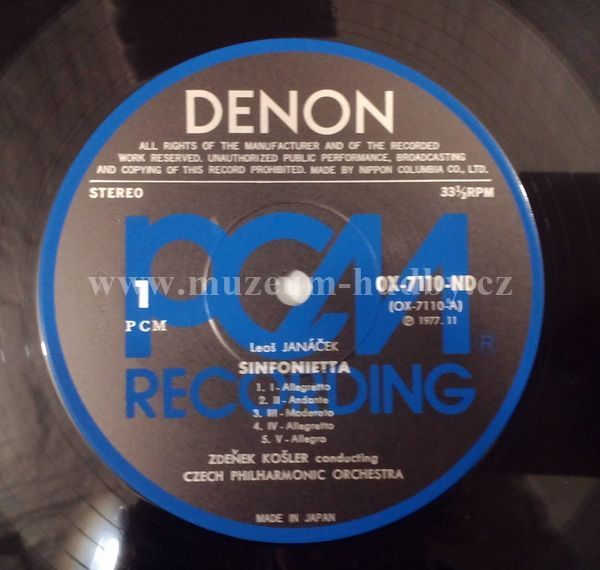 DENON
ALL RIGHTS OF THE MANUFACTURER AND OF THE RECORDED
WORK RESERVED. UNAUTHORIZED PUBLIC PERFORMANCE, BROADCASTING
AND COPYING OF THIS RECORD PROHIBITED. MADE BY NIPPON COLUMBIA CO., LTD.
STEREO 33⅓RPM
PCM
www.muzeum-hudby.cz
1 OX-7110-ND
(OX-7110-A)
PCM ℗ 1977. 11
Leoš JANÁČEK
SINFONIETTA
RECORDING ®
1. I-Allegretto
2. II-Andante
3. III-Moderato
4. IV-Allegretto
5. V-Allegro
ZDEŇEK KOŠLER conducting
CZECH PHILHARMONIC ORCHESTRA
MADE IN JAPAN